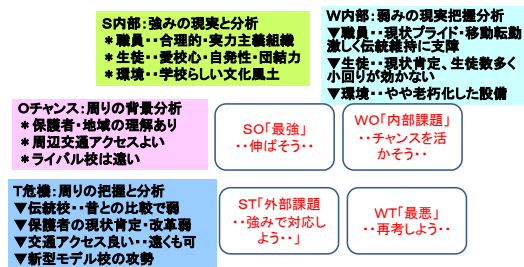 S内部：強みの現実と分析
＊職員・・合理的・実力主義組織
＊生徒・・愛校心・自発性・団結力
＊環境・・学校らしい文化風土
W内部：弱みの現実把握分析
▼職員・・現状プライド・移動転勤
激しく伝統維持に支障
▼生徒・・現状肯定、生徒数多く
小回りが効かない
▼環境・・やや老朽化した設備
Oチャンス：周りの背景分析
＊保護者・地域の理解あり
＊周辺交通アクセスよい
＊ライバル校は遠い
SO「最強」
・・伸ばそう・・
WO「内部課題」
・・チャンスを活
かそう・・
T危機：周りの把握と分析
▼伝統校・・昔との比較で弱
▼保護者の現状肯定・改革弱
▼交通アクセス良い・・遠くも可
▼新型モデル校の攻勢
ST「外部課題
・・強みで対応し
よう・・」
WT「最悪」
・・再考しよう・・